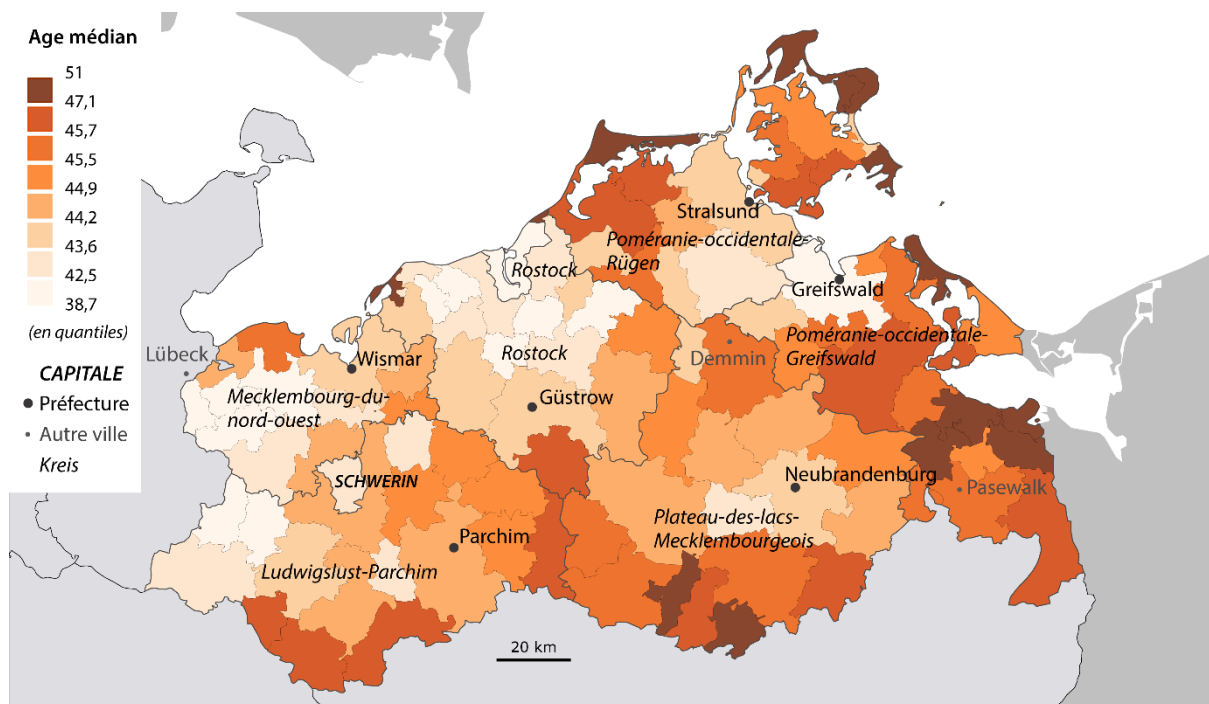 Age médian
51
47,1
45,7
45,5
44,9
44,2
43,6
42,5
38,7
(en quantiles)
CAPITALE
Préfecture
Autre ville
Kreis
Lübeck
Wismar
Mecklembourg-du-
nord-ouest
SCHWERIN
Ludwigslust-Parchim
Parchim
Rostock
Rostock
Güstrow
Stralsund
Poméranie-occidentale-
Rügen
Greifswald
Poméranie-occidentale-
Greifswald
Demmin
Neubrandenburg
Plateau-des-lacs-
Mecklembourgeois
Pasewalk
20 km